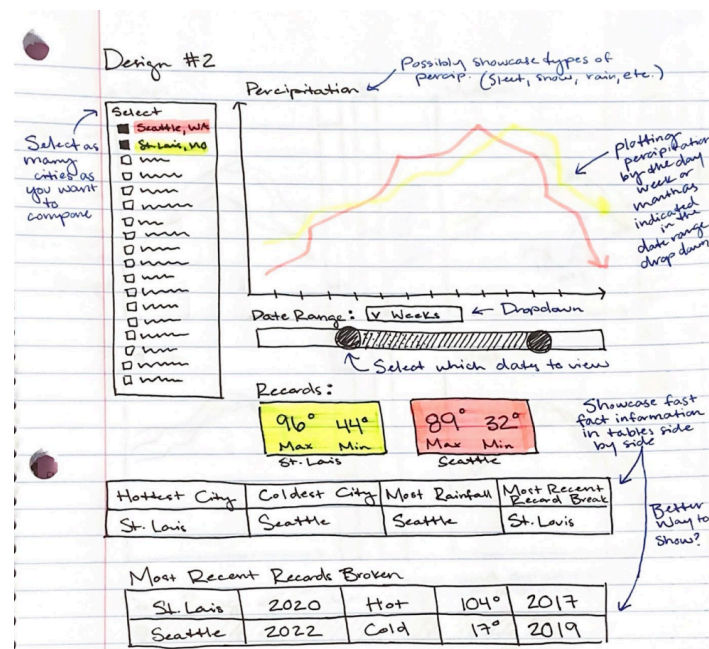 Design #2
Possibly showcase types of
percip. (Sleet, snow, rain, etc.)
Percipitation
Select as
many
cities as
you want
to
compare
Select
Seattle, WA
St. Louis, MO
plotting
percipitation
by the day
week or
month as
indicated
in the
date range
drop down
Date Range: v Weeks
Dropdown
Select which dates to view
Records:
96° 44°
Max Min
St. Louis
89° 32°
Max Min
Seattle
Showcase fast
fact information
in tables side
by side
Hottest City Coldest City Most Rainfall Most Recent
Record Break
St. Louis Seattle Seattle St. Louis
Better
Way to
Show?
Most Recent Records Broken
St. Louis 2020 Hot 104° 2017
Seattle 2022 Cold 17° 2019